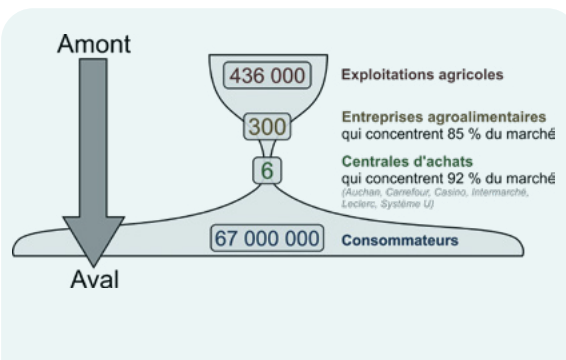 Amont
436 000
Exploitations agricoles
300
Entreprises agroalimentaires
qui concentrent 85 % du marché
6
Centrales d'achats
qui concentrent 92 % du marché
(Auchan, Carrefour, Casino, Intermarché,
Leclerc, Système U)
67 000 000
Consommateurs
Aval